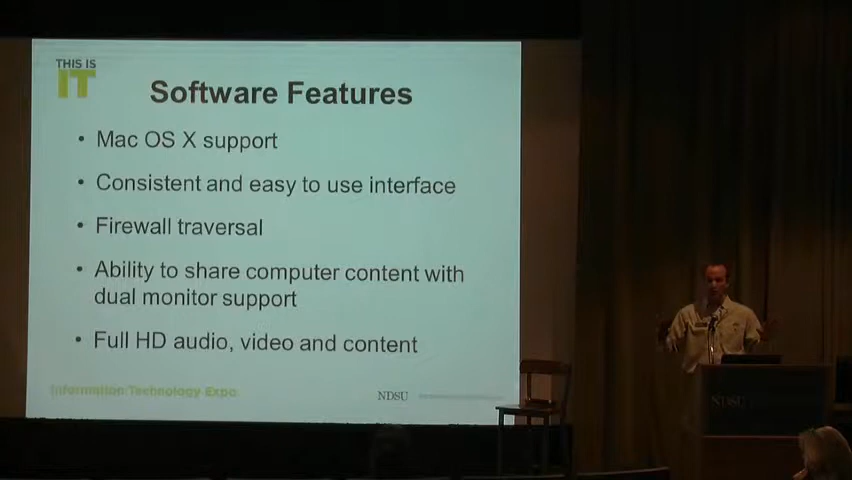 THIS IS
IT
Software Features
• Mac OS X support
• Consistent and easy to use interface
• Firewall traversal
• Ability to share computer content with
dual monitor support
• Full HD audio, video and content
Information Technology Expo
NDSU
NDSU